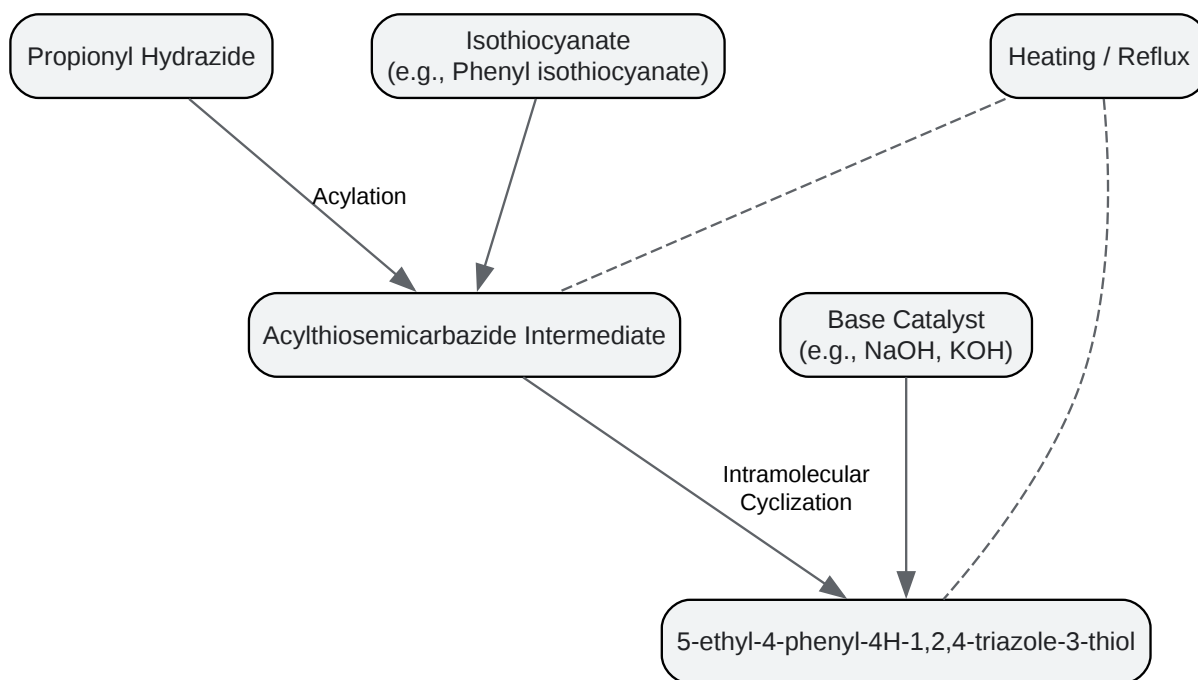 Propionyl Hydrazide
Isothiocyanate
(e.g., Phenyl isothiocyanate)
Heating / Reflux
Acylation
Acylthiosemicarbazide Intermediate
Base Catalyst
(e.g., NaOH, KOH)
Intramolecular
Cyclization
5-ethyl-4-phenyl-4H-1,2,4-triazole-3-thiol